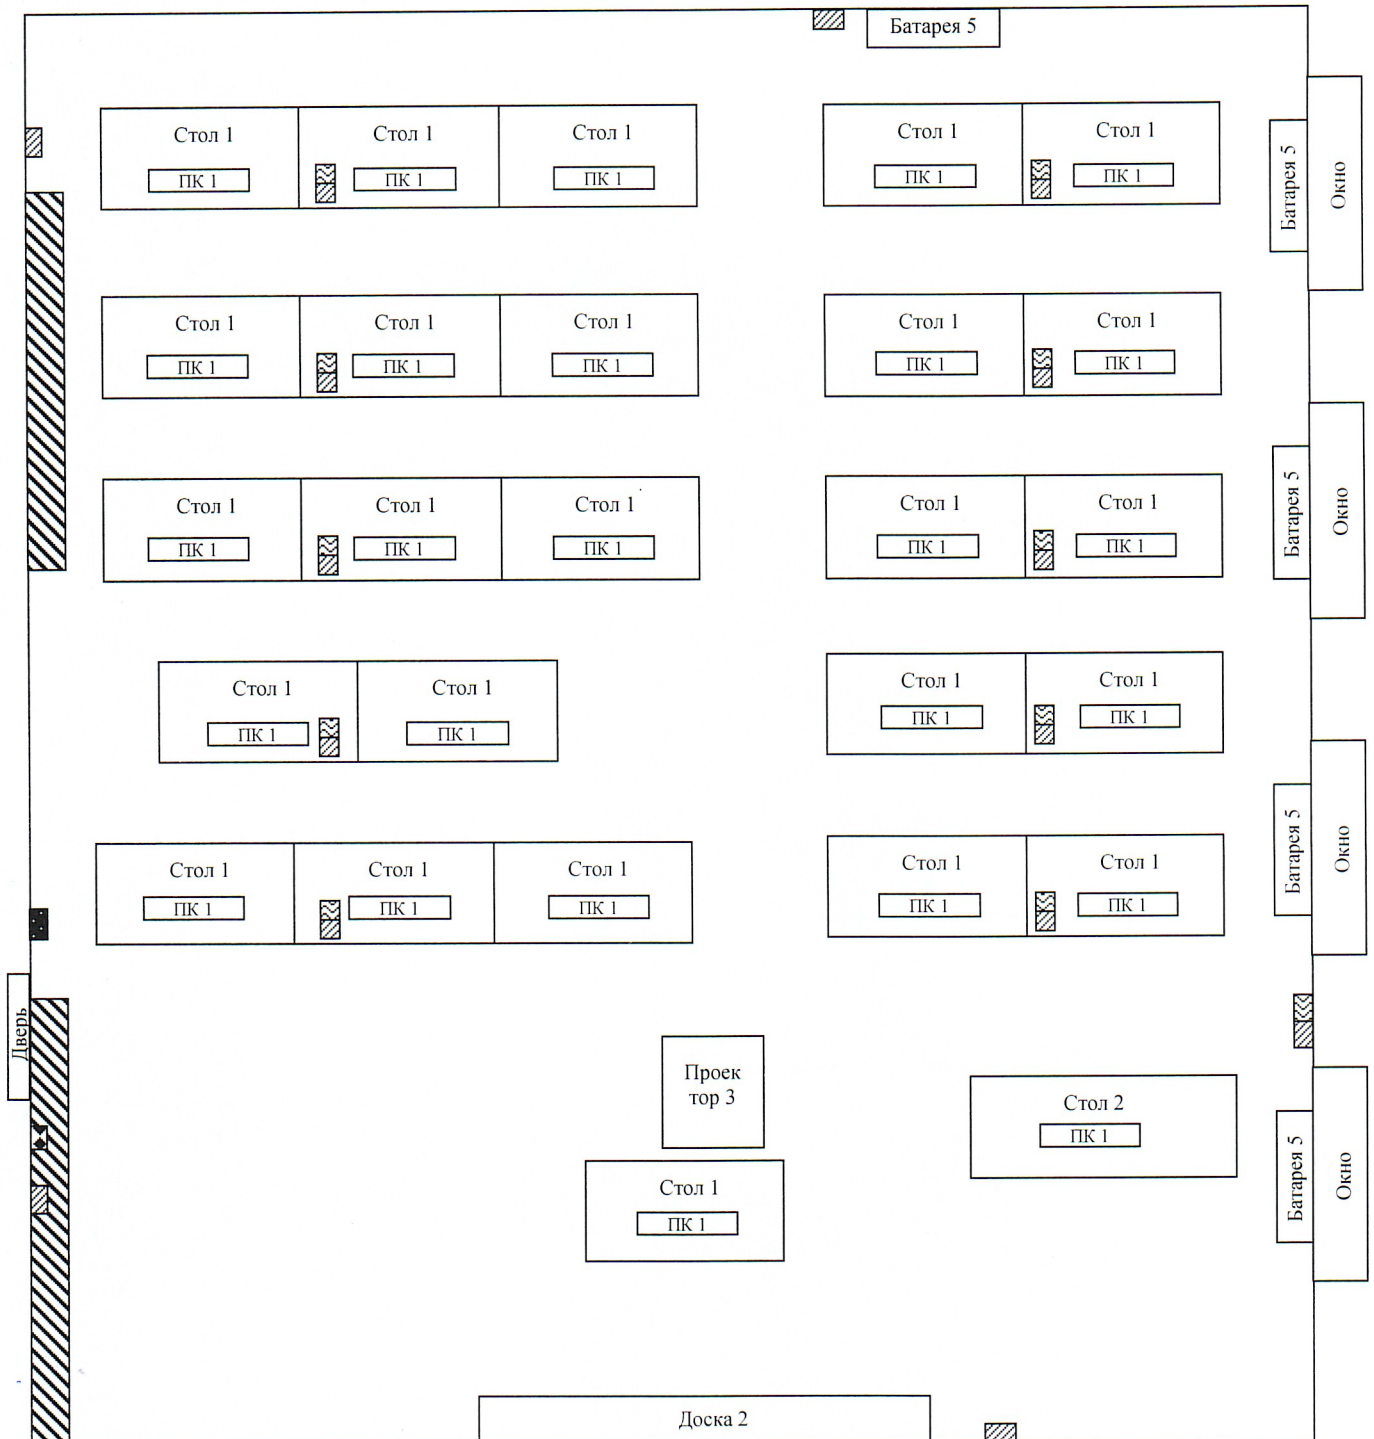 Батарея 5
Стол 1
Стол 1
Стол 1
Стол 1
Стол 1
ПК 1
ПК 1
ПК 1
ПК 1
ПК 1
Батарея 5
Окно
Стол 1
Стол 1
Стол 1
Стол 1
Стол 1
ПК 1
ПК 1
ПК 1
ПК 1
ПК 1
Стол 1
Стол 1
Стол 1
Стол 1
Стол 1
ПК 1
ПК 1
ПК 1
ПК 1
ПК 1
Батарея 5
Окно
Стол 1
Стол 1
Стол 1
Стол 1
ПК 1
ПК 1
ПК 1
ПК 1
Стол 1
Стол 1
Стол 1
Стол 1
Стол 1
ПК 1
ПК 1
ПК 1
ПК 1
ПК 1
Батарея 5
Окно
Дверь
Проек
тор 3
Стол 2
ПК 1
Стол 1
ПК 1
Батарея 5
Окно
Доска 2